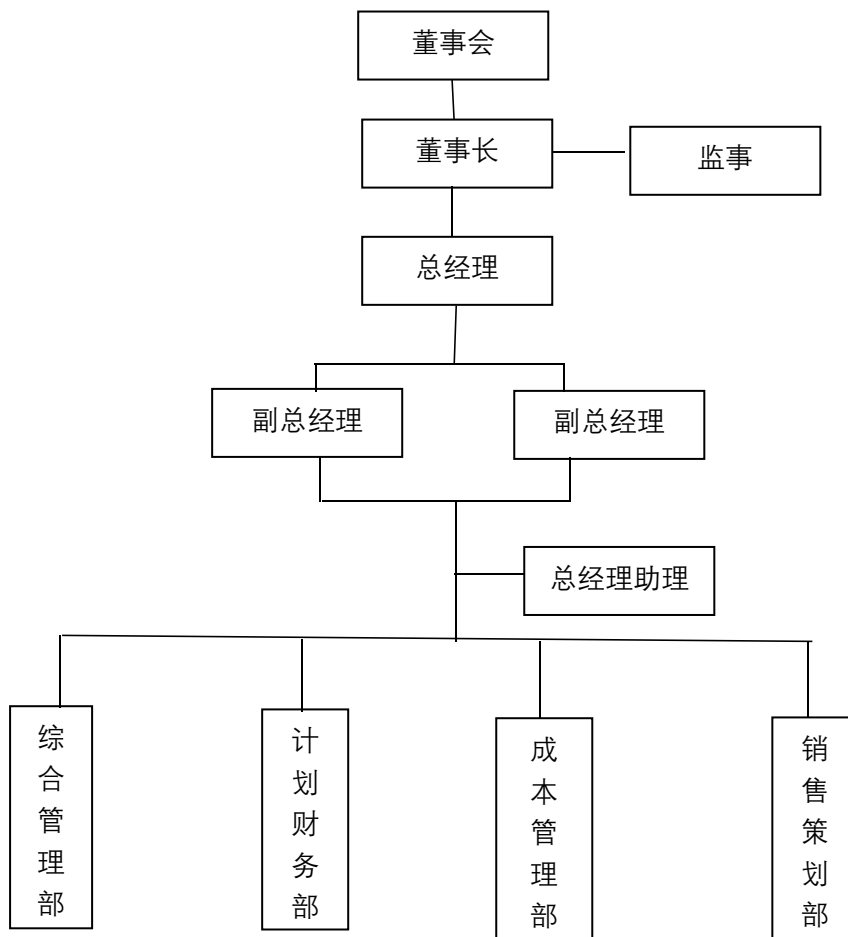 董事会
董事长
监事
总经理
副总经理
副总经理
总经理助理
综合管理部
计划财务部
成本管理部
销售策划部